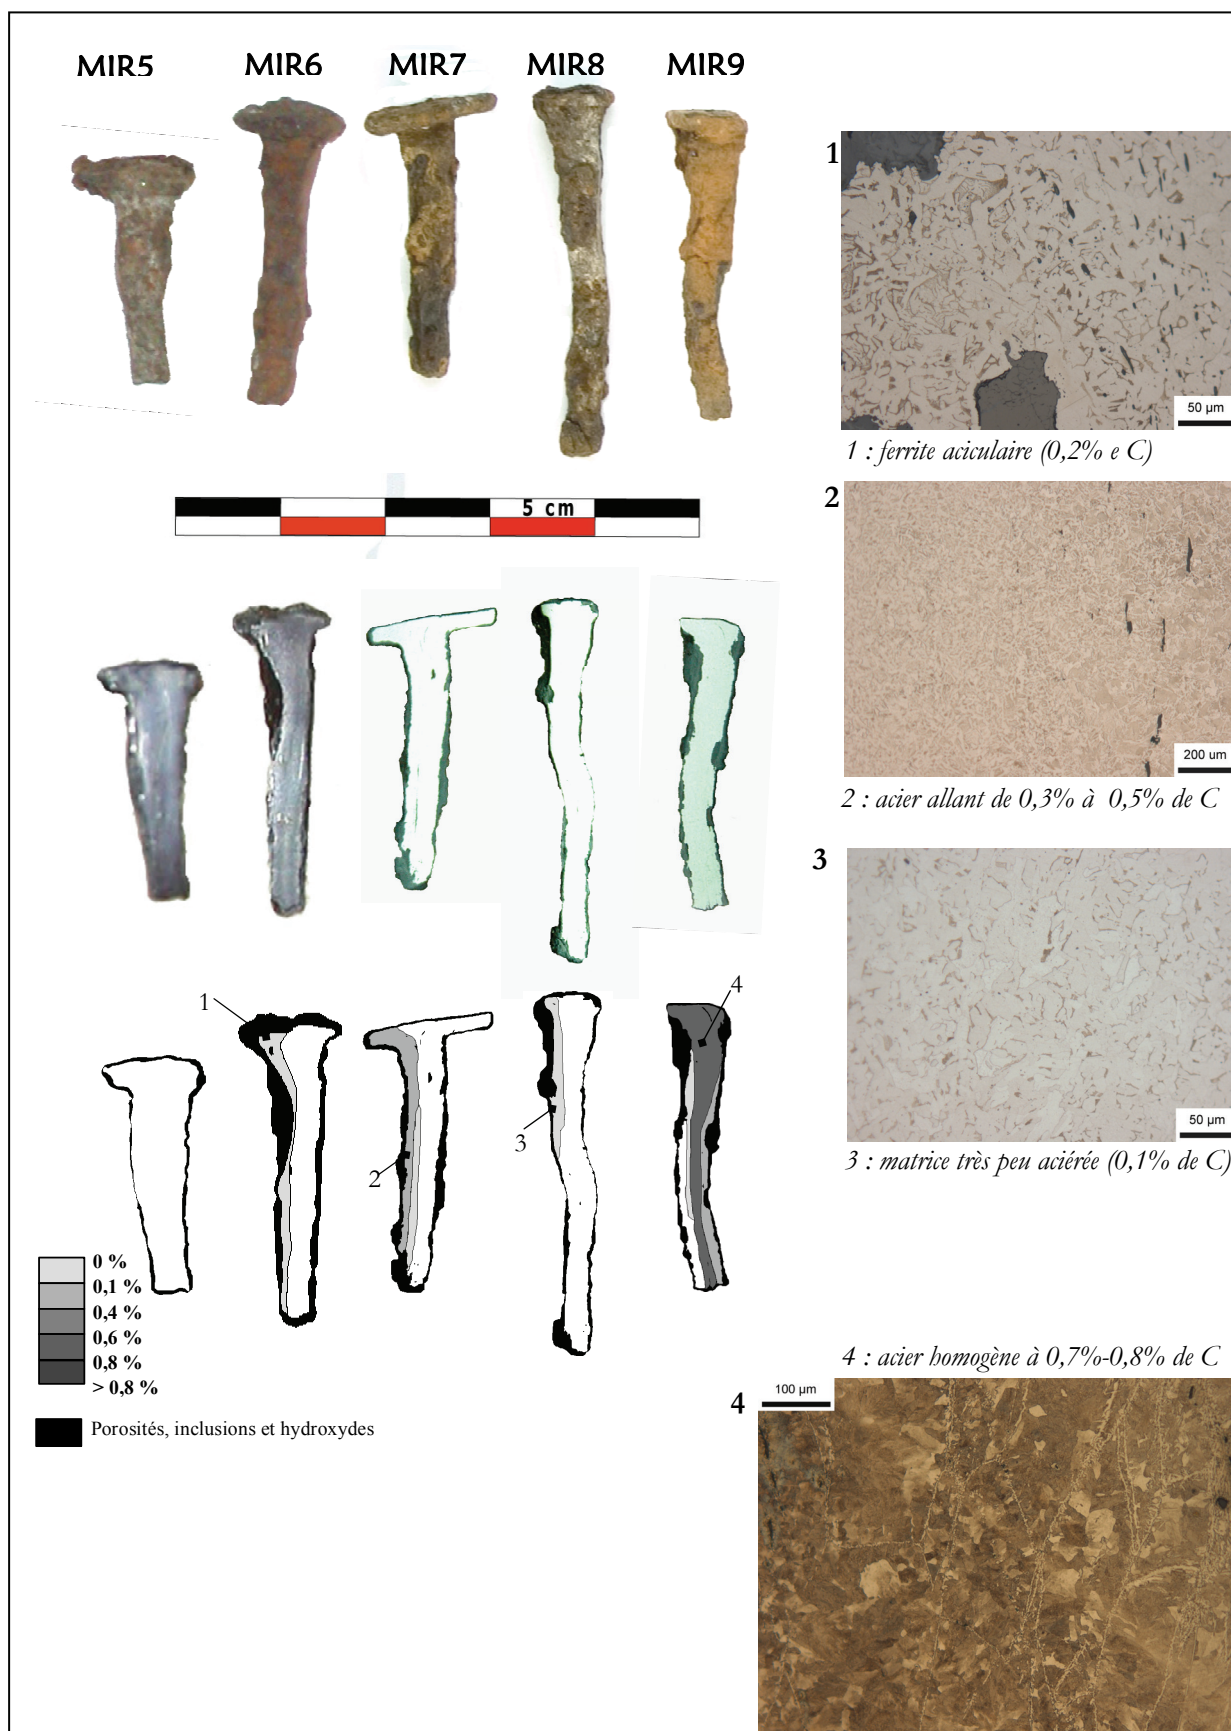 MIR5 MIR6 MIR7 MIR8 MIR9
1
50 µm
1 : ferrite aciculaire (0,2% e C)
5 cm
2
200 um
2 : acier allant de 0,3% à 0,5% de C
3
50 µm
3 : matrice très peu aciérée (0,1% de C)
1
2
3
4
0 %
0,1 %
0,4 %
0,6 %
0,8 %
> 0,8 %
Porosités, inclusions et hydroxydes
4 : acier homogène à 0,7%-0,8% de C
4
100 µm